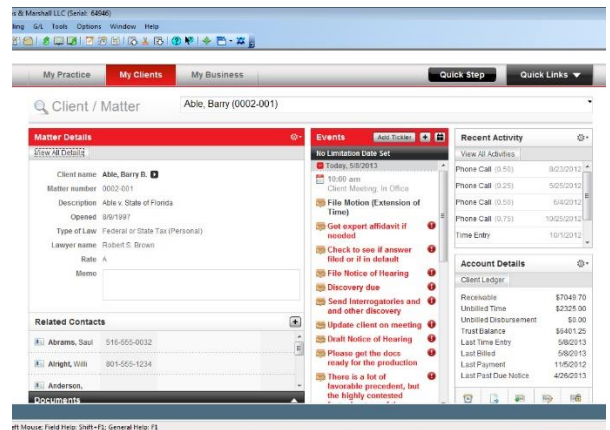 s & Marshall LLC (Serial: 64946)
ling G/L Tools Options Window Help
My Practice My Clients My Business Quick Step Quick Links
Client / Matter Able, Barry (0002-001)
Matter Details
View All Details
Client name Able, Barry B.
Matter number 0002-001
Description Able v. State of Florida
Opened 8/9/1997
Type of Law Federal or State Tax (Personal)
Lawyer name Robert S. Brown
Rate A
Memo
Related Contacts
Abrams, Saul 516-555-0032
Alright, Willi 801-555-1234
Anderson,
Documents
Events Add Tickler
No Limitation Date Set
Today, 5/8/2013
10:00 am
Client Meeting, In Office
File Motion (Extension of
Time)
Get expert affidavit if
needed
Check to see if answer
filed or if in default
File Notice of Hearing
Discovery due
Send Interrogatories and
and other discovery
Update client on meeting
Draft Notice of Hearing
Please get the docs
ready for the production
There is a lot of
favorable precedent, but
the highly contested
Recent Activity
View All Activities
Phone Call (0.50) 8/23/2012
Phone Call (0.25) 5/25/2012
Phone Call (0.50) 6/4/2012
Phone Call (0.75) 10/25/2012
Time Entry 10/1/2012
Account Details
Client Ledger
Receivable $7049.70
Unbilled Time $2325.00
Unbilled Disbursement $0.00
Trust Balance $5401.25
Last Time Entry 5/8/2013
Last Billed 5/8/2013
Last Payment 11/5/2012
Last Past Due Notice 4/26/2013
eft Mouse; Field Help: Shift+F1; General Help: F1